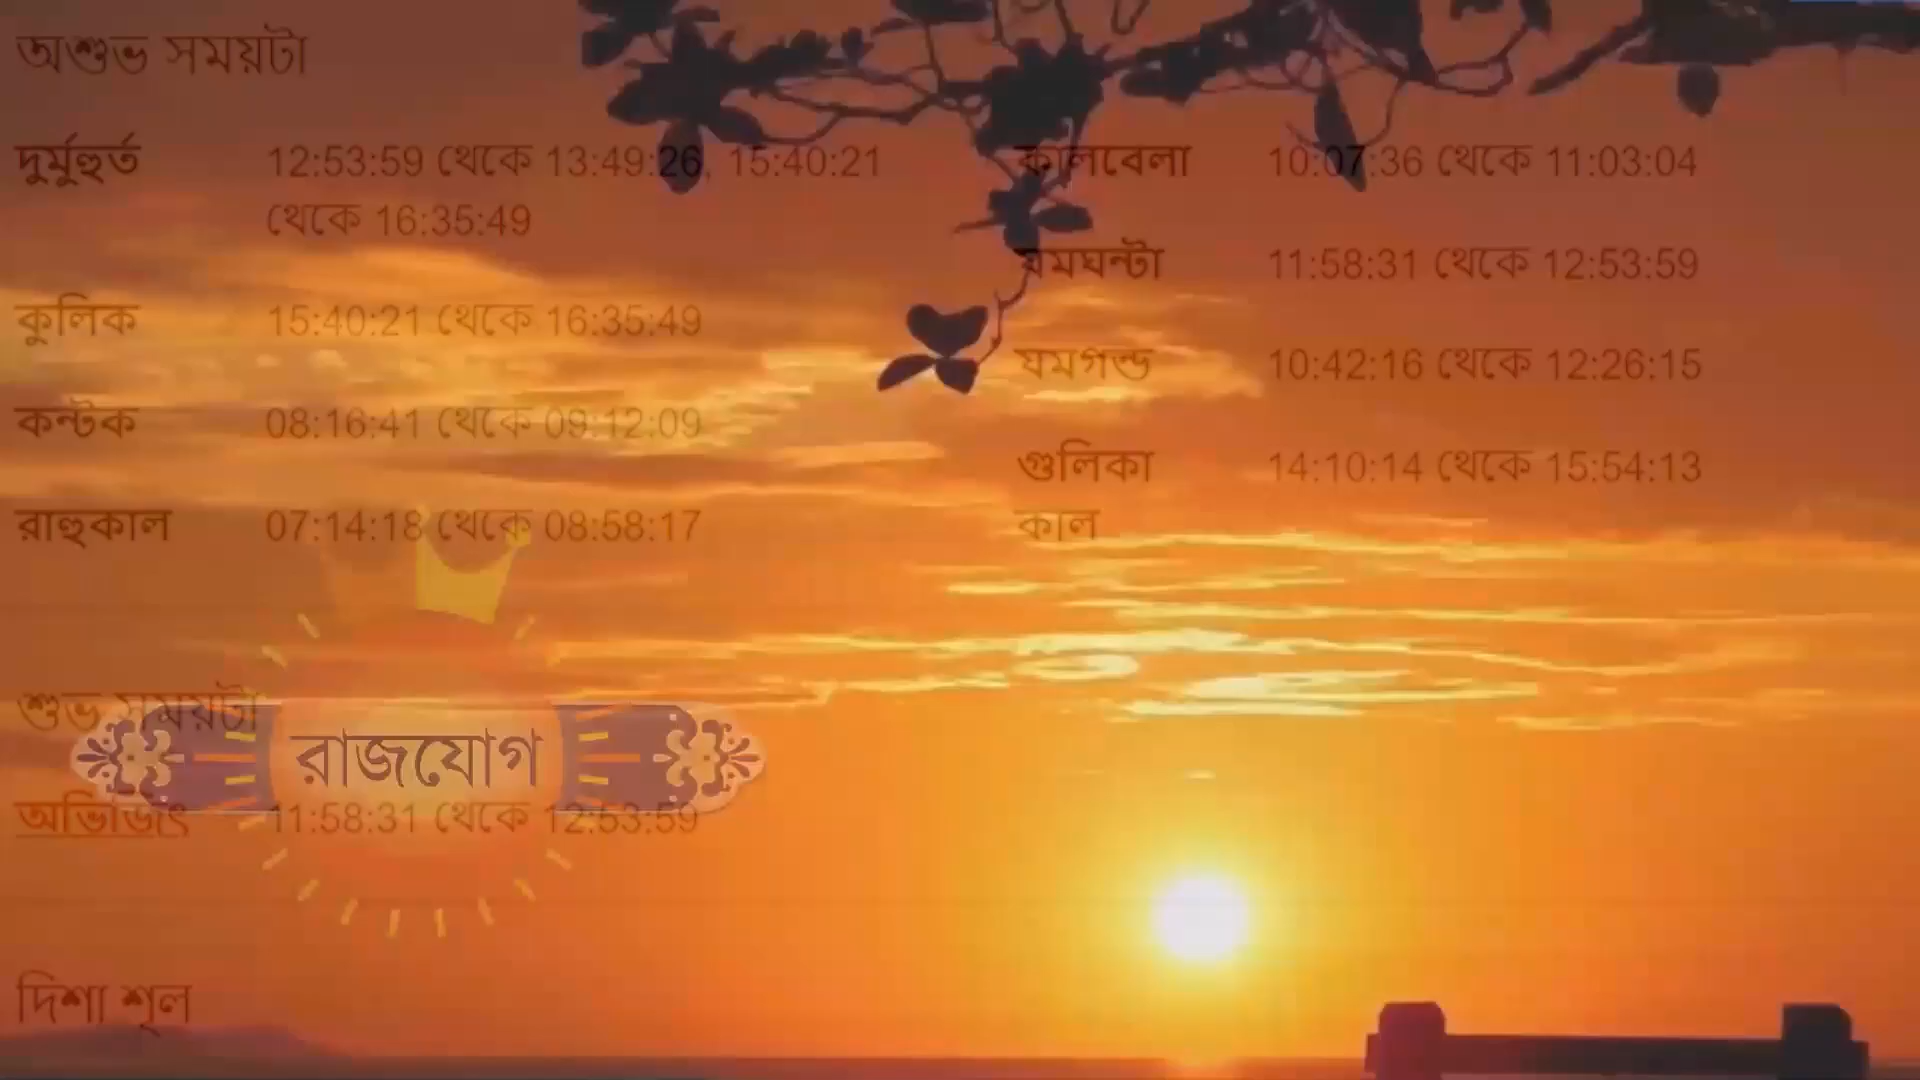 অশুভ সময়টা
দুর্মুহুর্ত 12:53:59 থেকে 13:49:26, 15:40:21
থেকে 16:35:49
কুলিক 15:40:21 থেকে 16:35:49
কন্টক 08:16:41 থেকে 09:12:09
রাহুকাল 07:14:18 থেকে 08:58:17
কালবেলা 10:07:36 থেকে 11:03:04
যমঘন্টা 11:58:31 থেকে 12:53:59
যমগন্ড 10:42:16 থেকে 12:26:15
গুলিকা 14:10:14 থেকে 15:54:13
কাল
শুভ সময়টা
রাজযোগ
অভিজিৎ 11:58:31 থেকে 12:53:59
দিশা শূল